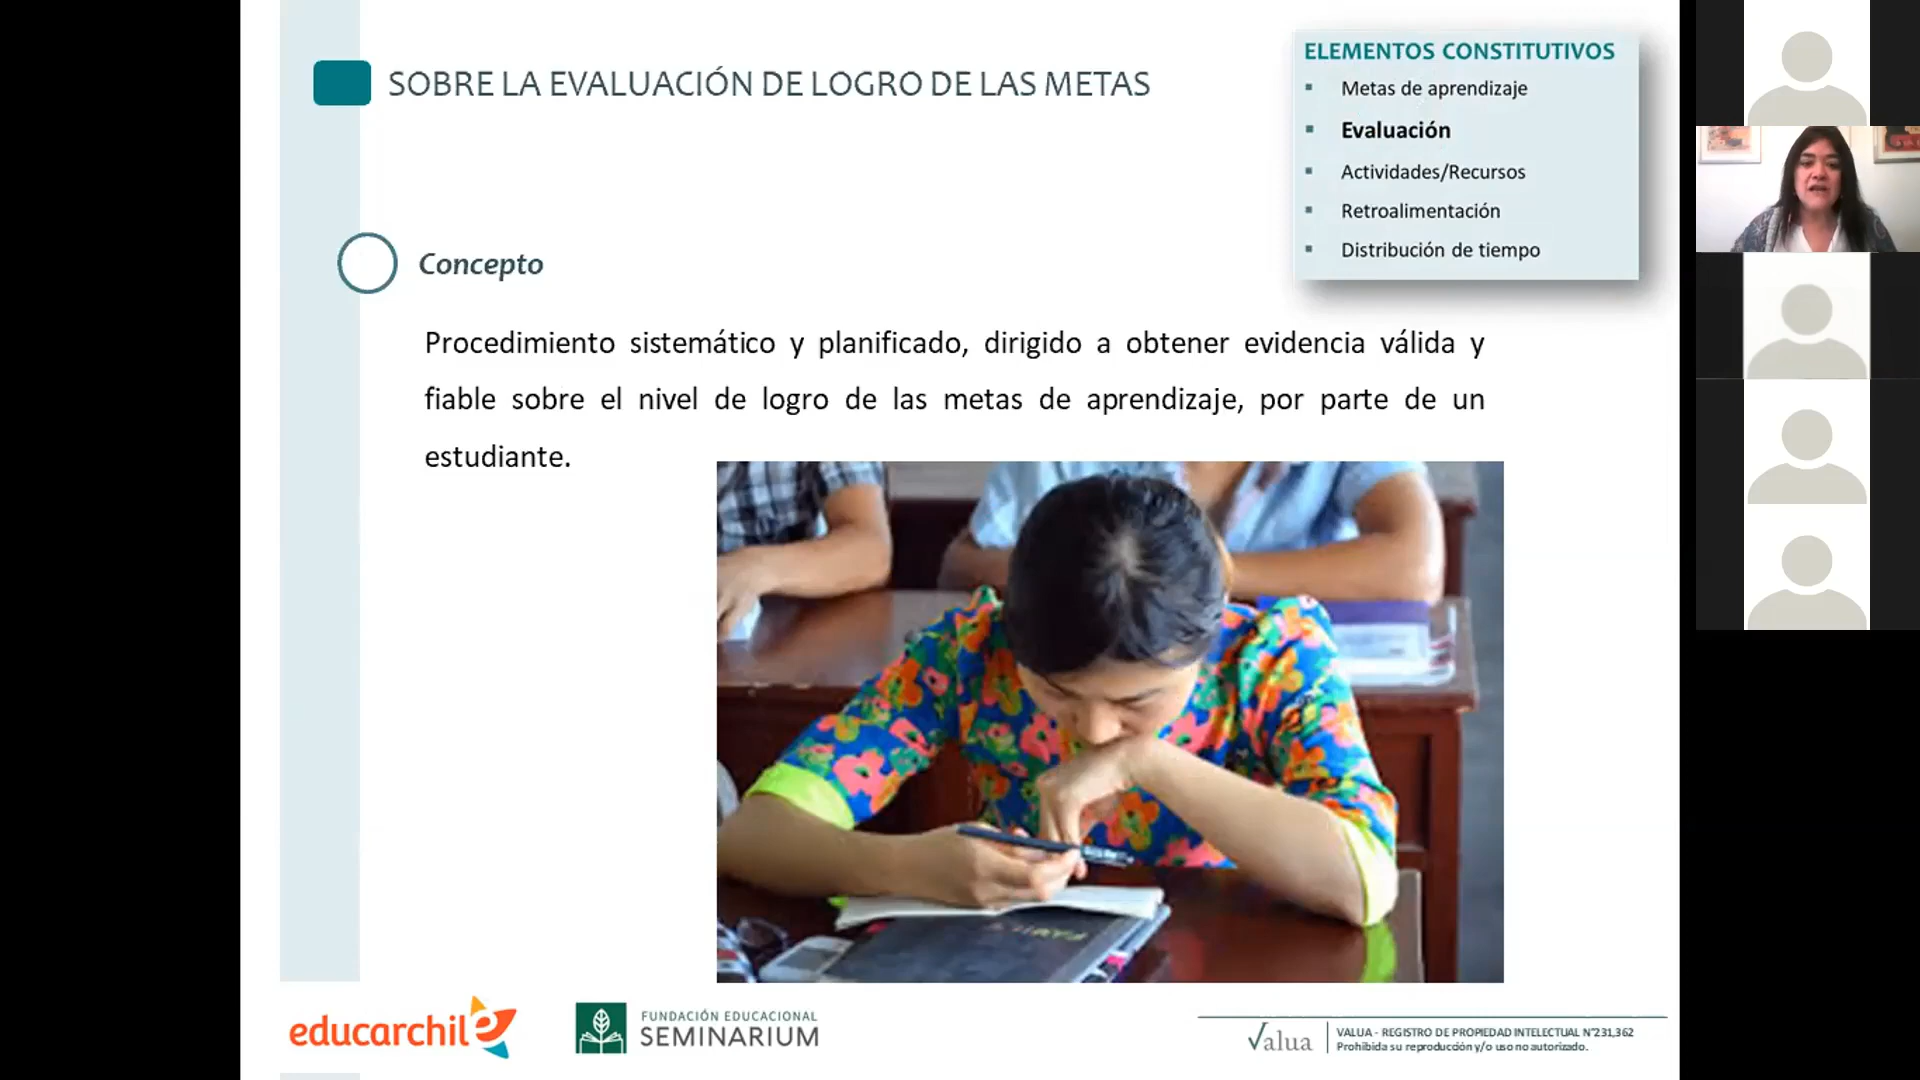 SOBRE LA EVALUACIÓN DE LOGRO DE LAS METAS
ELEMENTOS CONSTITUTIVOS
▪ Metas de aprendizaje
▪ Evaluación
▪ Actividades/Recursos
▪ Retroalimentación
▪ Distribución de tiempo
Concepto
Procedimiento sistemático y planificado, dirigido a obtener evidencia válida y
fiable sobre el nivel de logro de las metas de aprendizaje, por parte de un
estudiante.
educarchile
FUNDACIÓN EDUCACIONAL
SEMINARIUM
Valua
VALUA - REGISTRO DE PROPIEDAD INTELECTUAL N°231,362
Prohibida su reproducción y/o uso no autorizado.